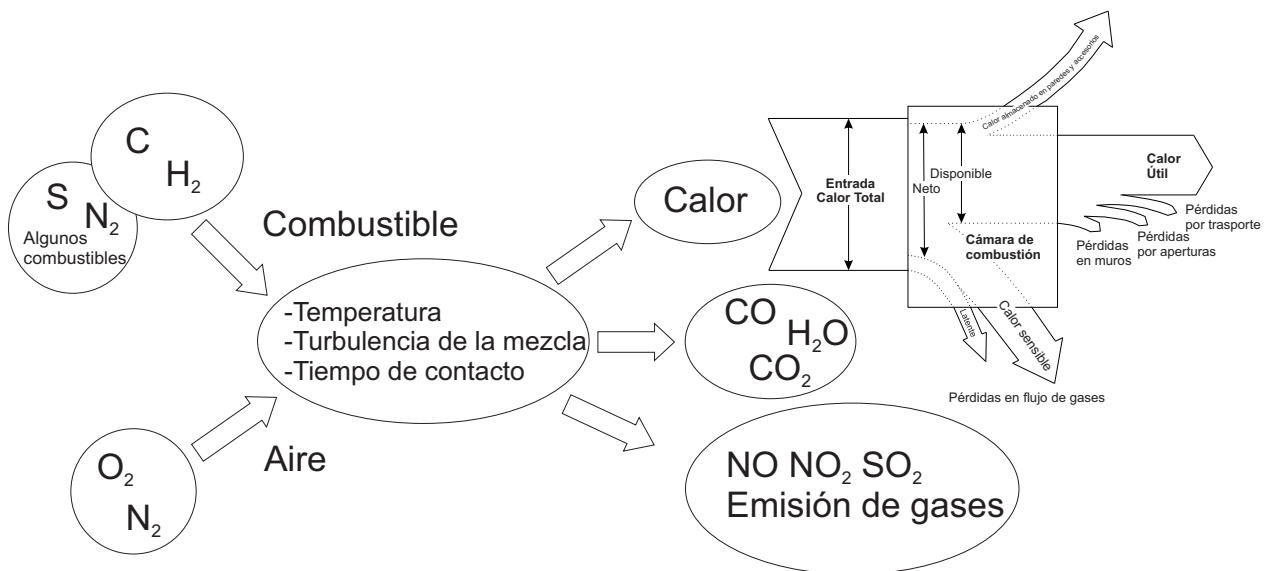 C
H₂
S
N₂
Algunos
combustibles
Combustible
-Temperatura
-Turbulencia de la mezcla
-Tiempo de contacto
Aire
O₂
N₂
Calor
CO
H₂O
CO₂
NO NO₂ SO₂
Emisión de gases
Entrada
Calor Total
Neto
Disponible
Cámara de
combustión
Calor almacenado en paredes y accesorios
Calor
Útil
Pérdidas
por trasporte
Pérdidas
por aperturas
Pérdidas
en muros
Latente
Calor sensible
Pérdidas en flujo de gases